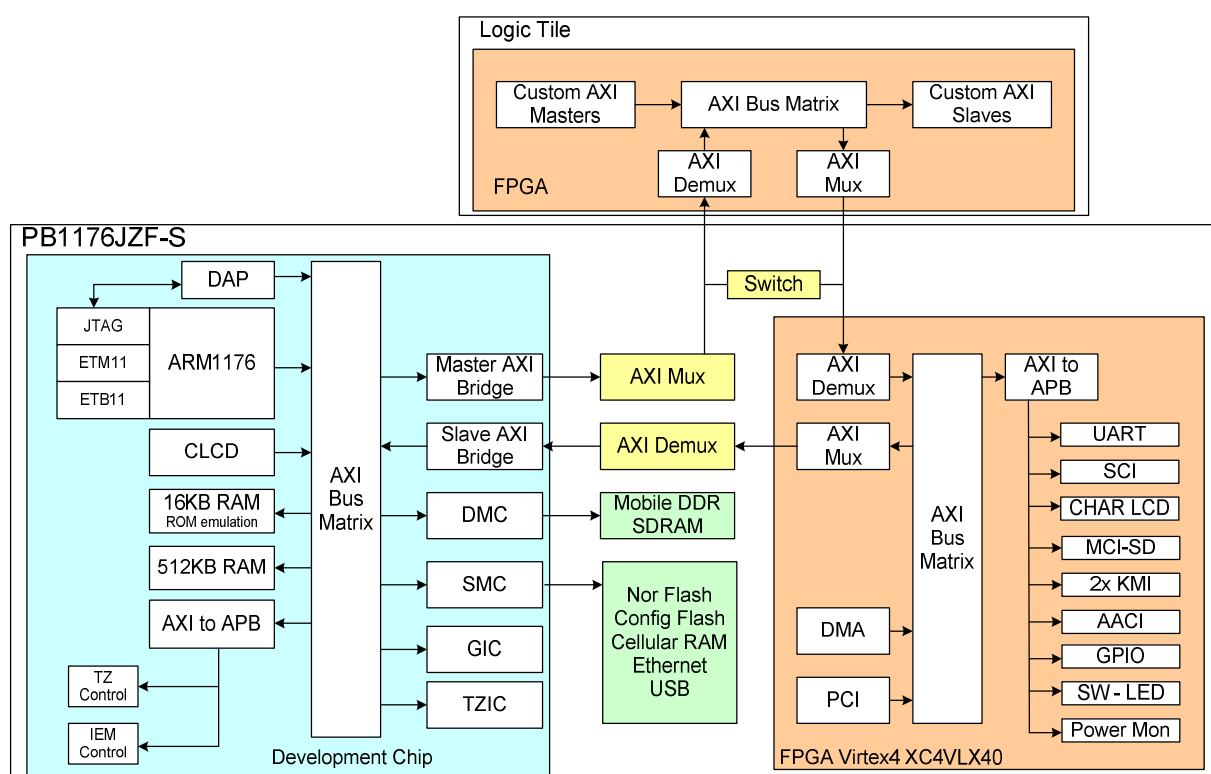 Logic Tile
Custom AXI
Masters
AXI Bus Matrix
Custom AXI
Slaves
AXI
Demux
AXI
Mux
FPGA
PB1176JZF-S
Switch
DAP
JTAG
ETM11
ETB11
ARM1176
CLCD
16KB RAM
ROM emulation
512KB RAM
AXI to APB
TZ
Control
IEM
Control
AXI
Bus
Matrix
Master AXI
Bridge
Slave AXI
Bridge
DMC
SMC
GIC
TZIC
Development Chip
AXI Mux
AXI Demux
Mobile DDR
SDRAM
Nor Flash
Config Flash
Cellular RAM
Ethernet
USB
AXI
Demux
AXI
Mux
DMA
PCI
AXI
Bus
Matrix
AXI to
APB
UART
SCI
CHAR LCD
MCI-SD
2x KMI
AACI
GPIO
SW - LED
Power Mon
FPGA Virtex4 XC4VLX40